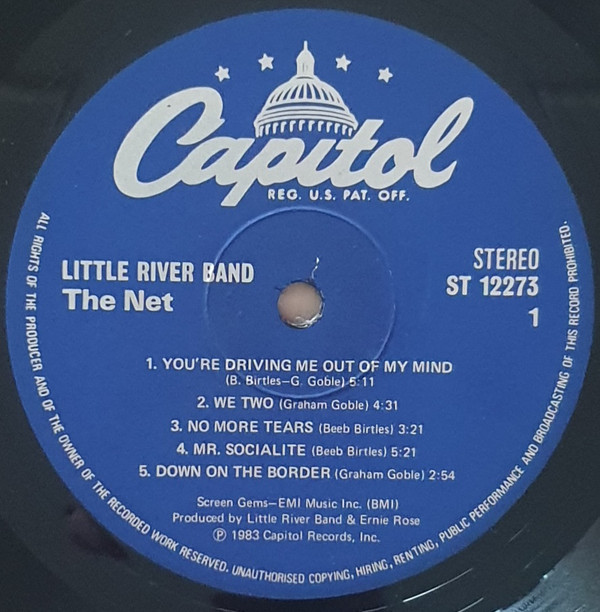 Capitol
REG. U.S. PAT. OFF.
LITTLE RIVER BAND
The Net
STEREO
ST 12273
1
1. YOU'RE DRIVING ME OUT OF MY MIND
(B. Birtles—G. Goble) 5:11
2. WE TWO (Graham Goble) 4:31
3. NO MORE TEARS (Beeb Birtles) 3:21
4. MR. SOCIALITE (Beeb Birtles) 5:21
5. DOWN ON THE BORDER (Graham Goble) 2:54
Screen Gems—EMI Music Inc. (BMI)
Produced by Little River Band & Ernie Rose
℗ 1983 Capitol Records, Inc.
ALL RIGHTS OF THE PRODUCER AND OF THE OWNER OF THE RECORDED WORK RESERVED. UNAUTHORISED COPYING, HIRING, RENTING, PUBLIC PERFORMANCE AND BROADCASTING OF THIS RECORD PROHIBITED.